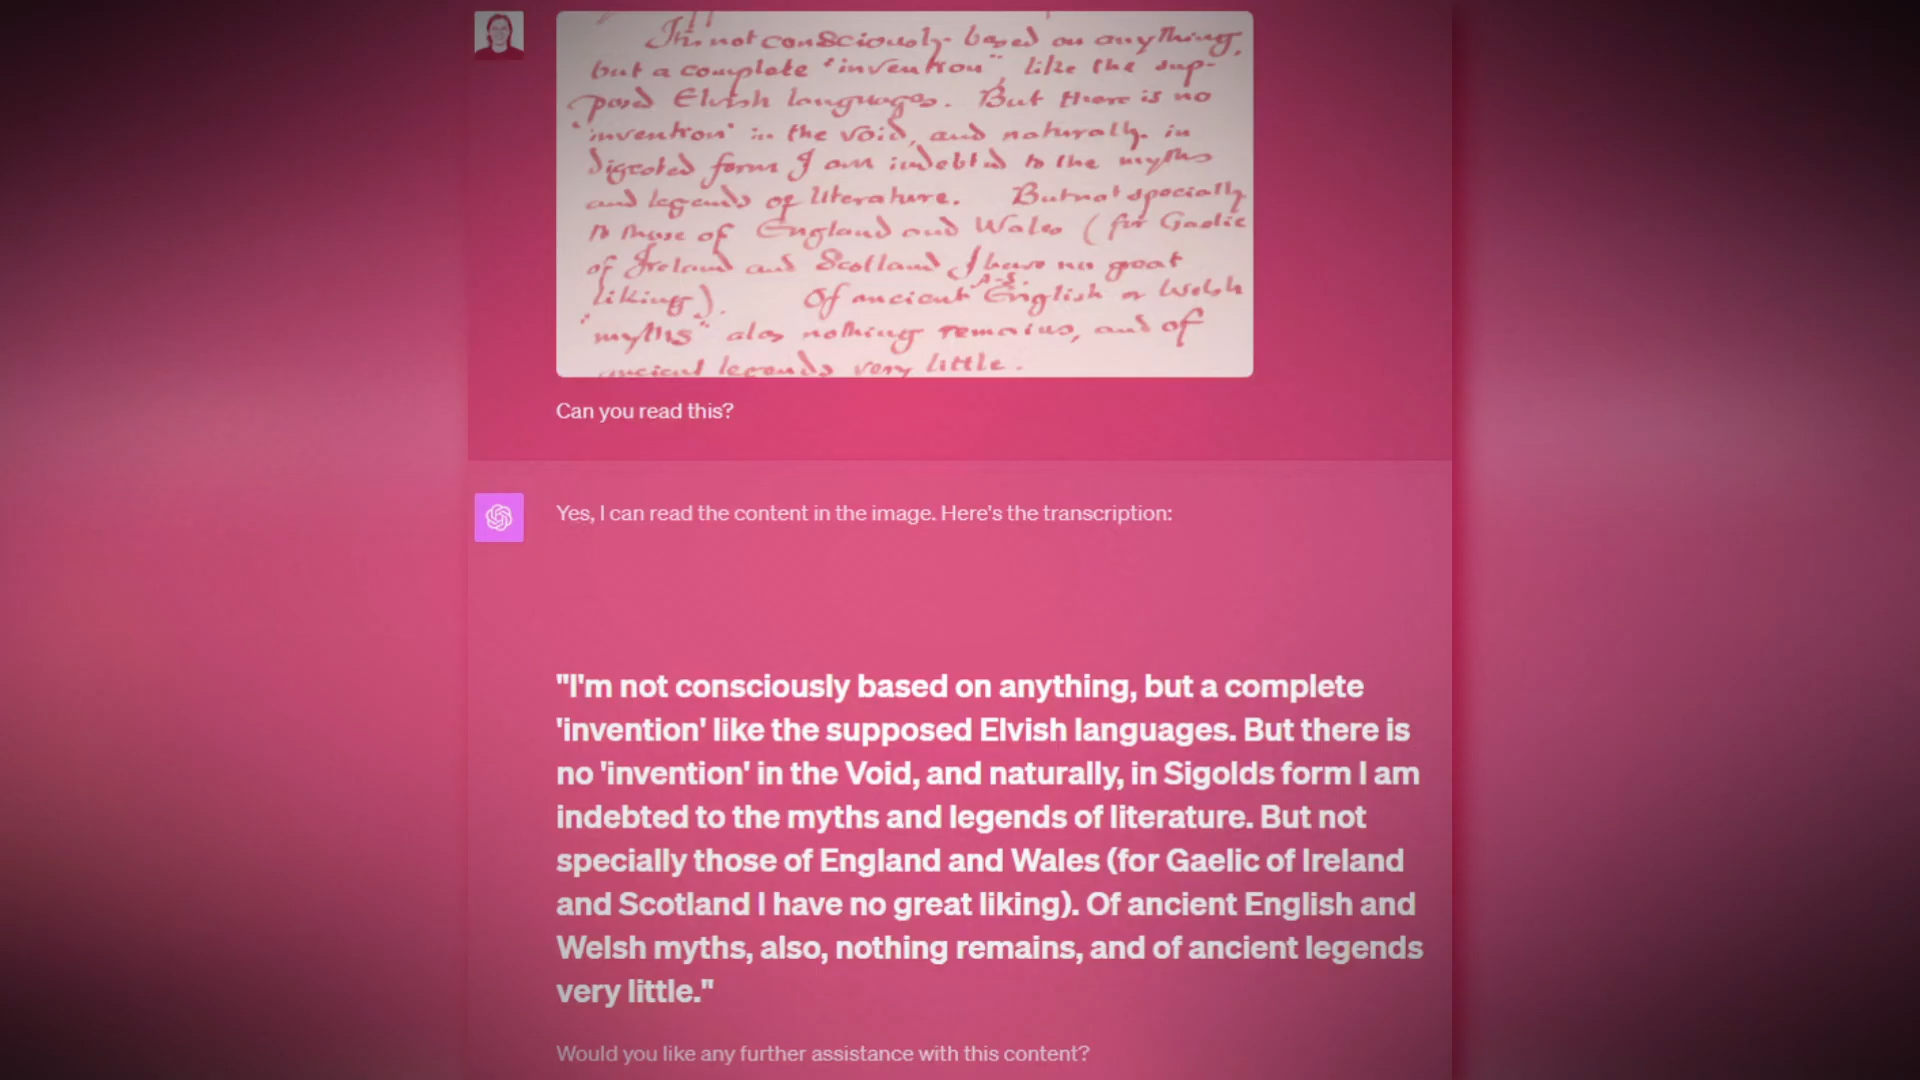 It is not consciously based on anything,
but a complete 'invention", like the sup-
posed Elvish languages. But there is no
'invention' in the void, and naturally in
digested form I am indebted to the myths
and legends of literature. But not specially
to those of England and Wales (for Gaelic
of Ireland and Scotland I have no great
liking). Of ancient A-S. English or Welsh
"myths" alas nothing remains, and of
ancient legends very little.
Can you read this?
Yes, I can read the content in the image. Here's the transcription:
"I'm not consciously based on anything, but a complete
'invention' like the supposed Elvish languages. But there is
no 'invention' in the Void, and naturally, in Sigolds form I am
indebted to the myths and legends of literature. But not
specially those of England and Wales (for Gaelic of Ireland
and Scotland I have no great liking). Of ancient English and
Welsh myths, also, nothing remains, and of ancient legends
very little."
Would you like any further assistance with this content?